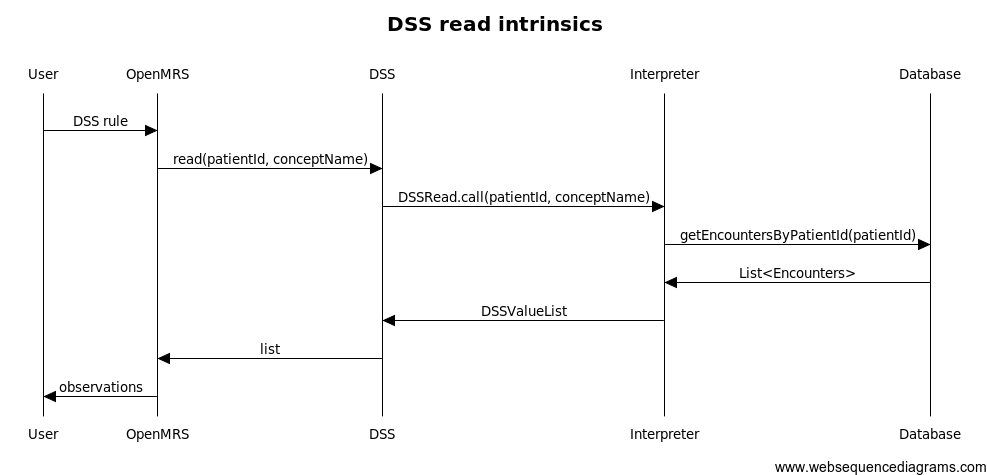 DSS read intrinsics
User OpenMRS DSS Interpreter Database
DSS rule
read(patientId, conceptName)
DSSRead.call(patientId, conceptName)
getEncountersByPatientId(patientId)
List<Encounters>
DSSValueList
list
observations
User OpenMRS DSS Interpreter Database
www.websequencediagrams.com